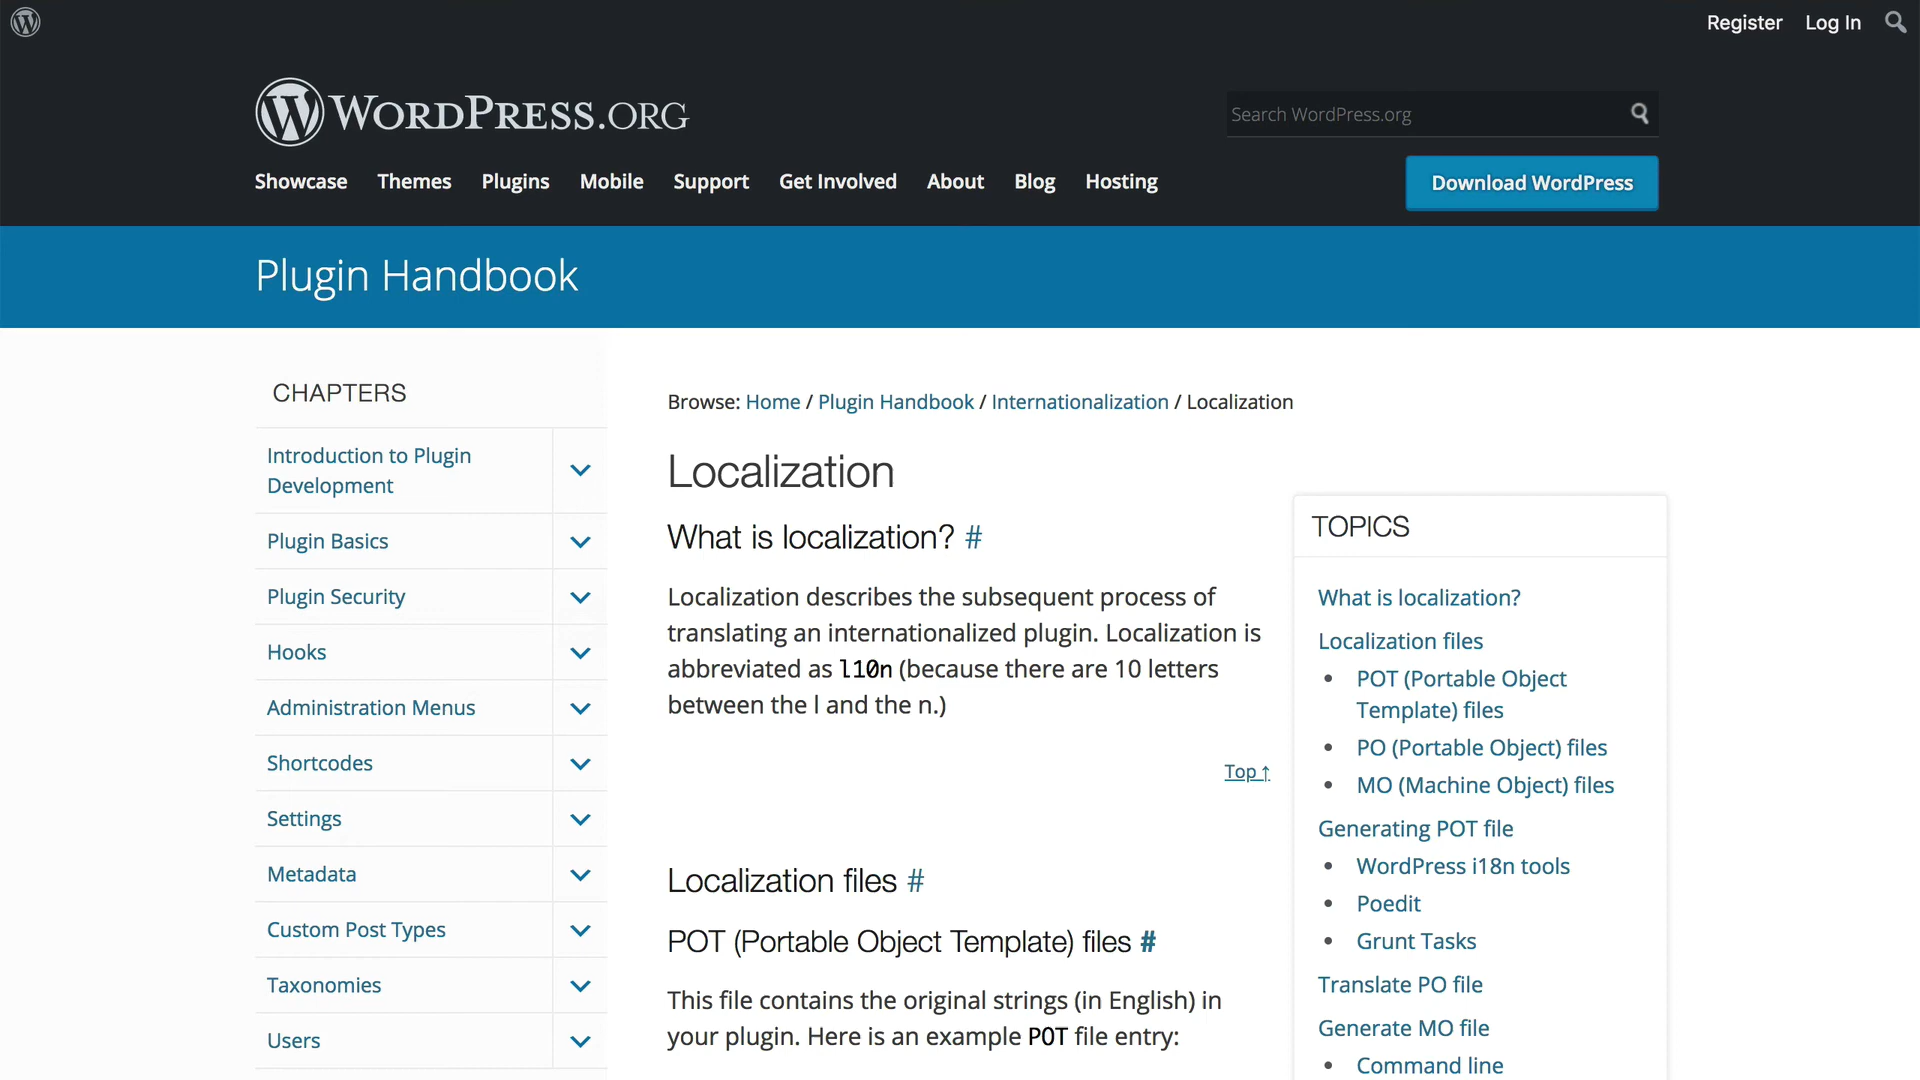 Register Log In
WORDPRESS.ORG
Search WordPress.org
Showcase Themes Plugins Mobile Support Get Involved About Blog Hosting
Download WordPress
Plugin Handbook
CHAPTERS
Introduction to Plugin
Development
Plugin Basics
Plugin Security
Hooks
Administration Menus
Shortcodes
Settings
Metadata
Custom Post Types
Taxonomies
Users
Browse: Home / Plugin Handbook / Internationalization / Localization
Localization
What is localization? #
Localization describes the subsequent process of
translating an internationalized plugin. Localization is
abbreviated as l10n (because there are 10 letters
between the l and the n.)
Top ↑
Localization files #
POT (Portable Object Template) files #
This file contains the original strings (in English) in
your plugin. Here is an example POT file entry:
TOPICS
What is localization?
Localization files
• POT (Portable Object
Template) files
• PO (Portable Object) files
• MO (Machine Object) files
Generating POT file
• WordPress i18n tools
• Poedit
• Grunt Tasks
Translate PO file
Generate MO file
• Command line